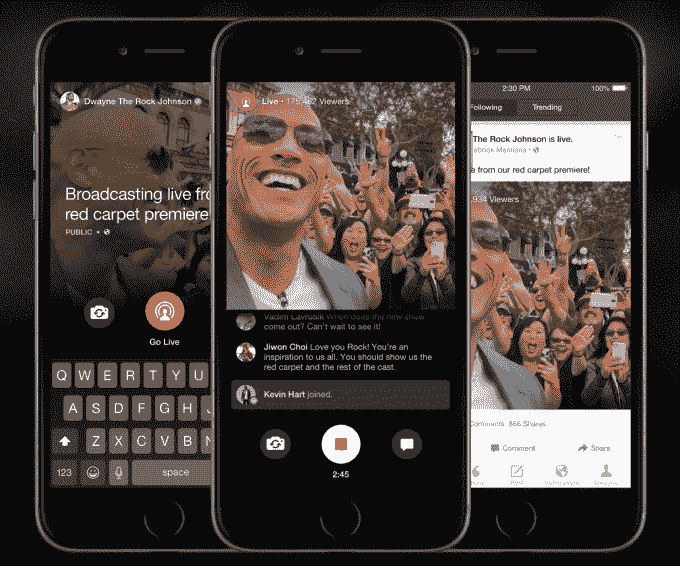 Dwayne The Rock Johnson
Broadcasting live fro
red carpet premiere
PUBLIC
Go Live
Q W E R T Y U
A S D F G H J
Z X C V B N
123
space
Live • 175,462 Viewers
Vadim Lavrusik When does the new show
come out? Can't wait to see it!
Jiwon Choi Love you Rock! You're an
inspiration to us all. You should show us the
red carpet and the rest of the cast.
Kevin Hart joined.
2:45
2:30 PM
100%
Following
Trending
The Rock Johnson is live.
ebook Mentions
e from our red carpet premiere!
,934 Viewers
Comments 666 Shares
Comment
Share